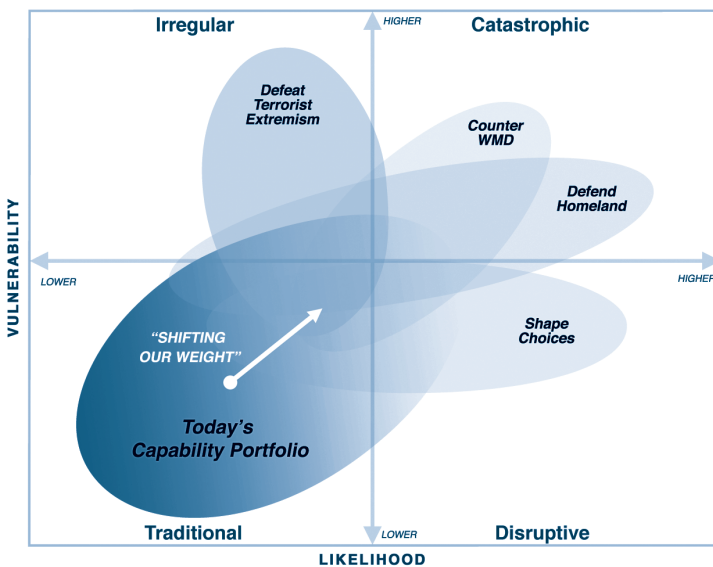 Irregular
HIGHER
Catastrophic
Defeat
Terrorist
Extremism
Counter
WMD
Defend
Homeland
VULNERABILITY
LOWER
HIGHER
"SHIFTING
OUR WEIGHT"
Shape
Choices
Today's
Capability Portfolio
Traditional
LOWER
Disruptive
LIKELIHOOD